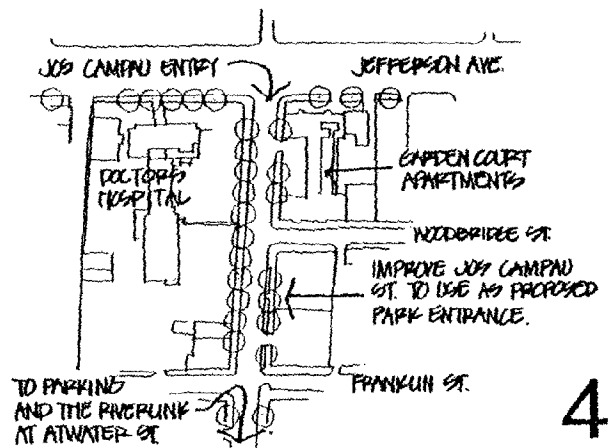 JOS CAMPAU ENTRY
JEFFERSON AVE.
DOCTORS
HOSPITAL
GARDEN COURT
APARTMENTS
WOODBRIDGE ST.
IMPROVE JOS CAMPAU
ST. TO USE AS PROPOSED
PARK ENTRANCE.
TO PARKING
AND THE RIVERLINK
AT ATWATER ST.
FRANKLIN ST.
4